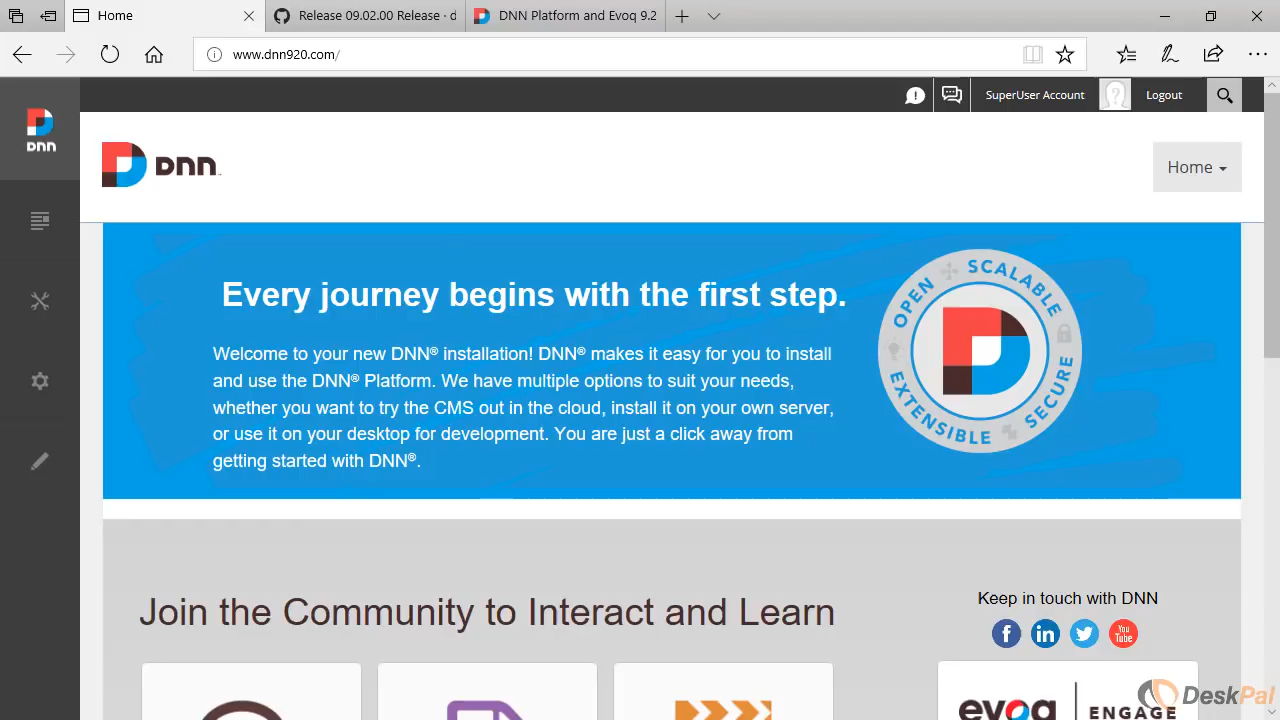 Home
Release 09.02.00 Release · d
DNN Platform and Evoq 9.2
www.dnn920.com/
SuperUser Account
Logout
DNN
DNN
Home
Every journey begins with the first step.
Welcome to your new DNN® installation! DNN® makes it easy for you to install
and use the DNN® Platform. We have multiple options to suit your needs,
whether you want to try the CMS out in the cloud, install it on your own server,
or use it on your desktop for development. You are just a click away from
getting started with DNN®.
OPEN
SCALABLE
EXTENSIBLE
SECURE
Join the Community to Interact and Learn
Keep in touch with DNN
You
Tube
evoq
ENGAGE
DeskPal